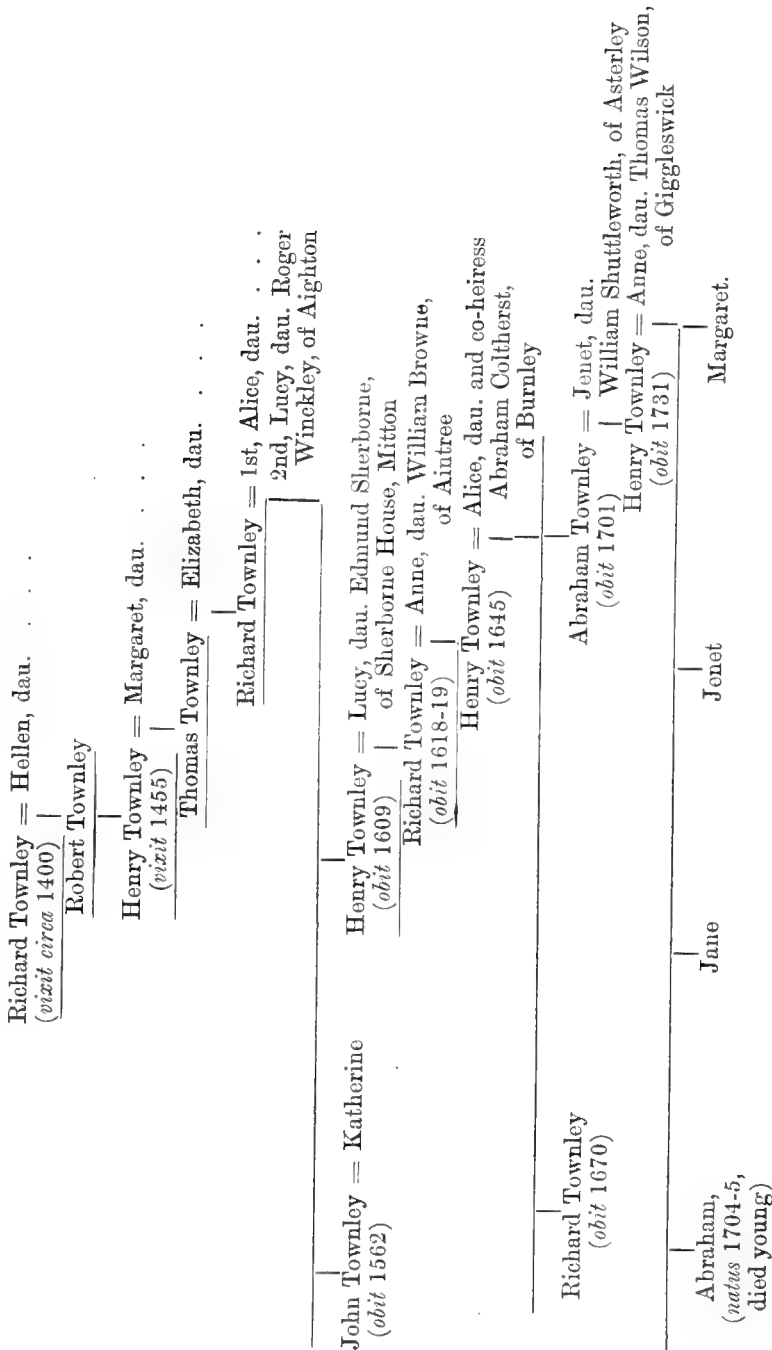 Richard Townley = Hellen, dau. . . .
(vixit circa 1400)
Robert Townley
Henry Townley = Margaret, dau. . . .
(vixit 1455)
Thomas Townley = Elizabeth, dau. . . .
Richard Townley = 1st, Alice, dau. . . .
2nd, Lucy, dau. Roger
Winckley, of Aighton
John Townley = Katherine
(obit 1562)
Henry Townley = Lucy, dau. Edmund Sherborne,
(obit 1609) of Sherborne House, Mitton
Richard Townley = Anne, dau. William Browne,
(obit 1618-19) of Aintree
Henry Townley = Alice, dau. and co-heiress
(obit 1645) Abraham Coltherst,
of Burnley
Richard Townley
(obit 1670)
Abraham Townley = Jenet, dau.
(obit 1701) William Shuttleworth, of Asterley
Henry Townley = Anne, dau. Thomas Wilson,
(obit 1731) of Giggleswick
Abraham,
(natus 1704-5,
died young)
Jane
Jenet
Margaret.